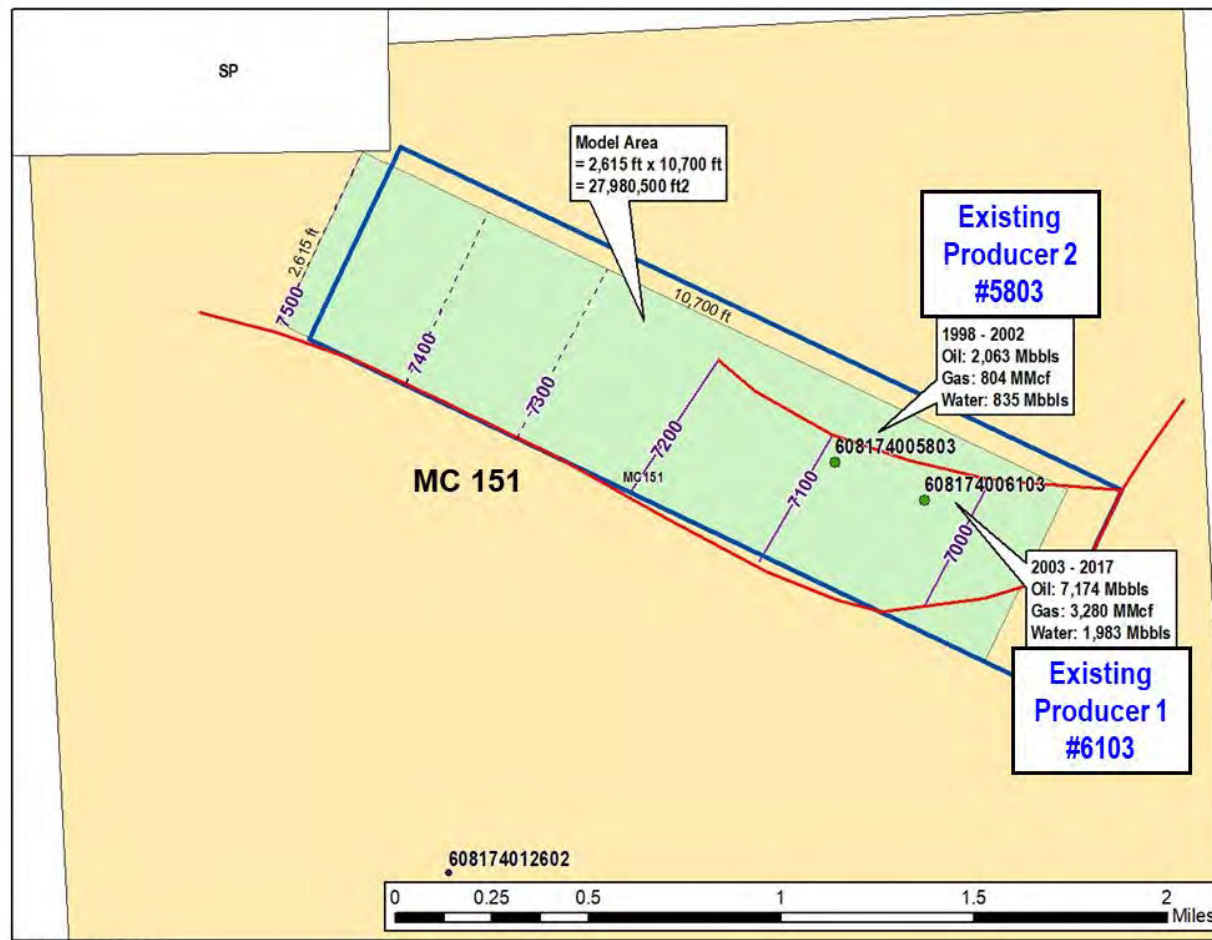 SP
Model Area
= 2,615 ft x 10,700 ft
= 27,980,500 ft2
Existing
Producer 2
#5803
2,615 ft
7500
10,700 ft
1998 - 2002
Oil: 2,063 Mbbls
Gas: 804 MMcf
Water: 835 Mbbls
7400
7300
7200
608174005803
MC 151
MC151
7100
608174006103
7000
2003 - 2017
Oil: 7,174 Mbbls
Gas: 3,280 MMcf
Water: 1,983 Mbbls
Existing
Producer 1
#6103
608174012602
0 0.25 0.5 1 1.5 2
Miles